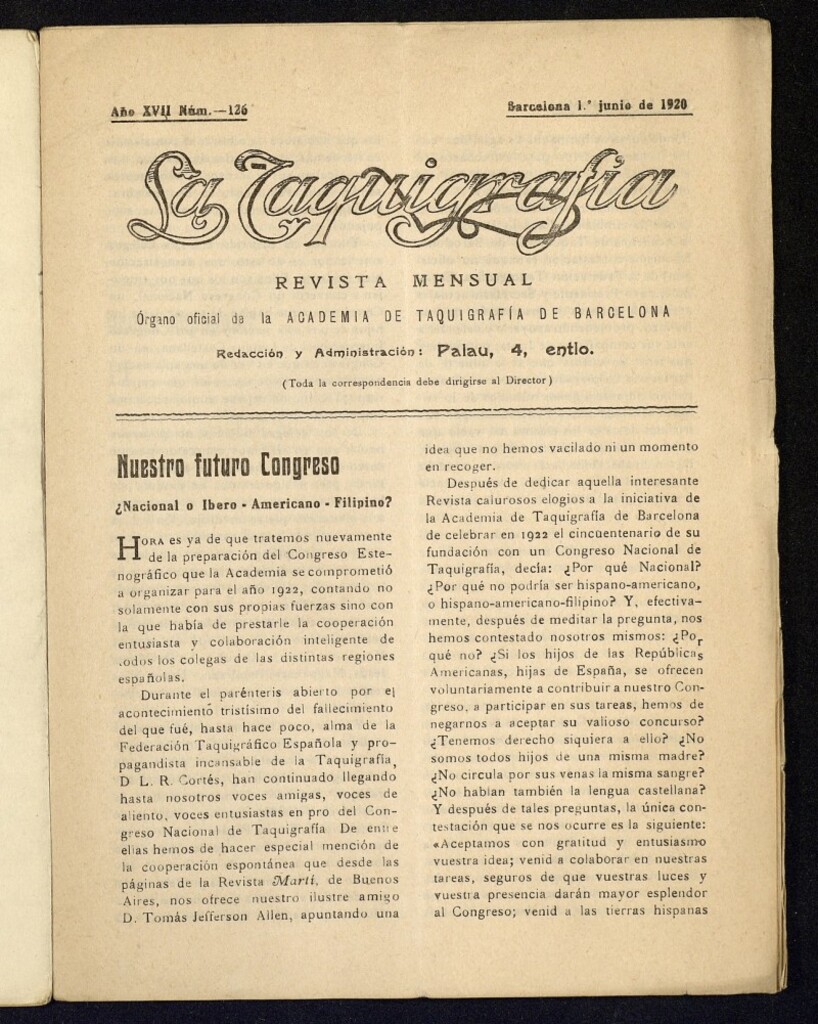 Año XVII Núm.—126
Barcelona 1.º junio de 1920
La Taquigrafía
REVISTA MENSUAL
Órgano oficial de la ACADEMIA DE TAQUIGRAFÍA DE BARCELONA
Redacción y Administración: Palau, 4, entlo.
(Toda la correspondencia debe dirigirse al Director)
Nuestro futuro Congreso
¿Nacional o Ibero - Americano - Filipino?
HORA es ya de que tratemos nuevamente
de la preparación del Congreso Este-
nográfico que la Academia se comprometió
a organizar para el año 1922, contando no
solamente con sus propias fuerzas sino con
la que había de prestarle la cooperación
entusiasta y colaboración inteligente de
.odos los colegas de las distintas regiones
españolas.
Durante el parénteris abierto por el
acontecimientó tristísimo del fallecimiento
del que fué, hasta hace poco, alma de la
Federación Taquigráfico Española y pro-
pagandista incansable de la Taquigrafía,
D L. R. Cortés, han continuado llegando
hasta nosotros voces amigas, voces de
aliento, voces entusiastas en pro del Con-
greso Nacional de Taquigrafía De entre
ellas hemos de hacer especial mención de
la cooperación espontánea que desde las
páginas de la Revista Martí, de Buenos
Aires, nos ofrece nuestro ilustre amigo
D. Tomás Jefferson Allen, apuntando una
idea que no hemos vacilado ni un momento
en recoger.
Después de dedicar aquella interesante
Revista calurosos elogios a la iniciativa de
la Academia de Taquigrafía de Barcelona
de celebrar en 1922 el cincuentenario de su
fundación con un Congreso Nacional de
Taquigrafía, decía: ¿Por qué Nacional?
¿Por qué no podría ser hispano-americano,
o hispano-americano-filipino? Y, efectiva-
mente, después de meditar la pregunta, nos
hemos contestado nosotros mismos: ¿Por
qué no? ¿Si los hijos de las Repúblicas
Americanas, hijas de España, se ofrecen
voluntariamente a contribuir a nuestro Con-
greso, a participar en sus tareas, hemos de
negarnos a aceptar su valioso concurso?
¿Tenemos derecho siquiera a ello? ¿No
somos todos hijos de una misma madre?
¿No circula por sus venas la misma sangre?
¿No hablan también la lengua castellana?
Y después de tales preguntas, la única con-
testación que se nos ocurre es la siguiente:
«Aceptamos con gratitud y entusiasmo
vuestra idea; venid a colaborar en nuestras
tareas, seguros de que vuestras luces y
vuestra presencia darán mayor esplendor
al Congreso; venid a las tierras hispanas